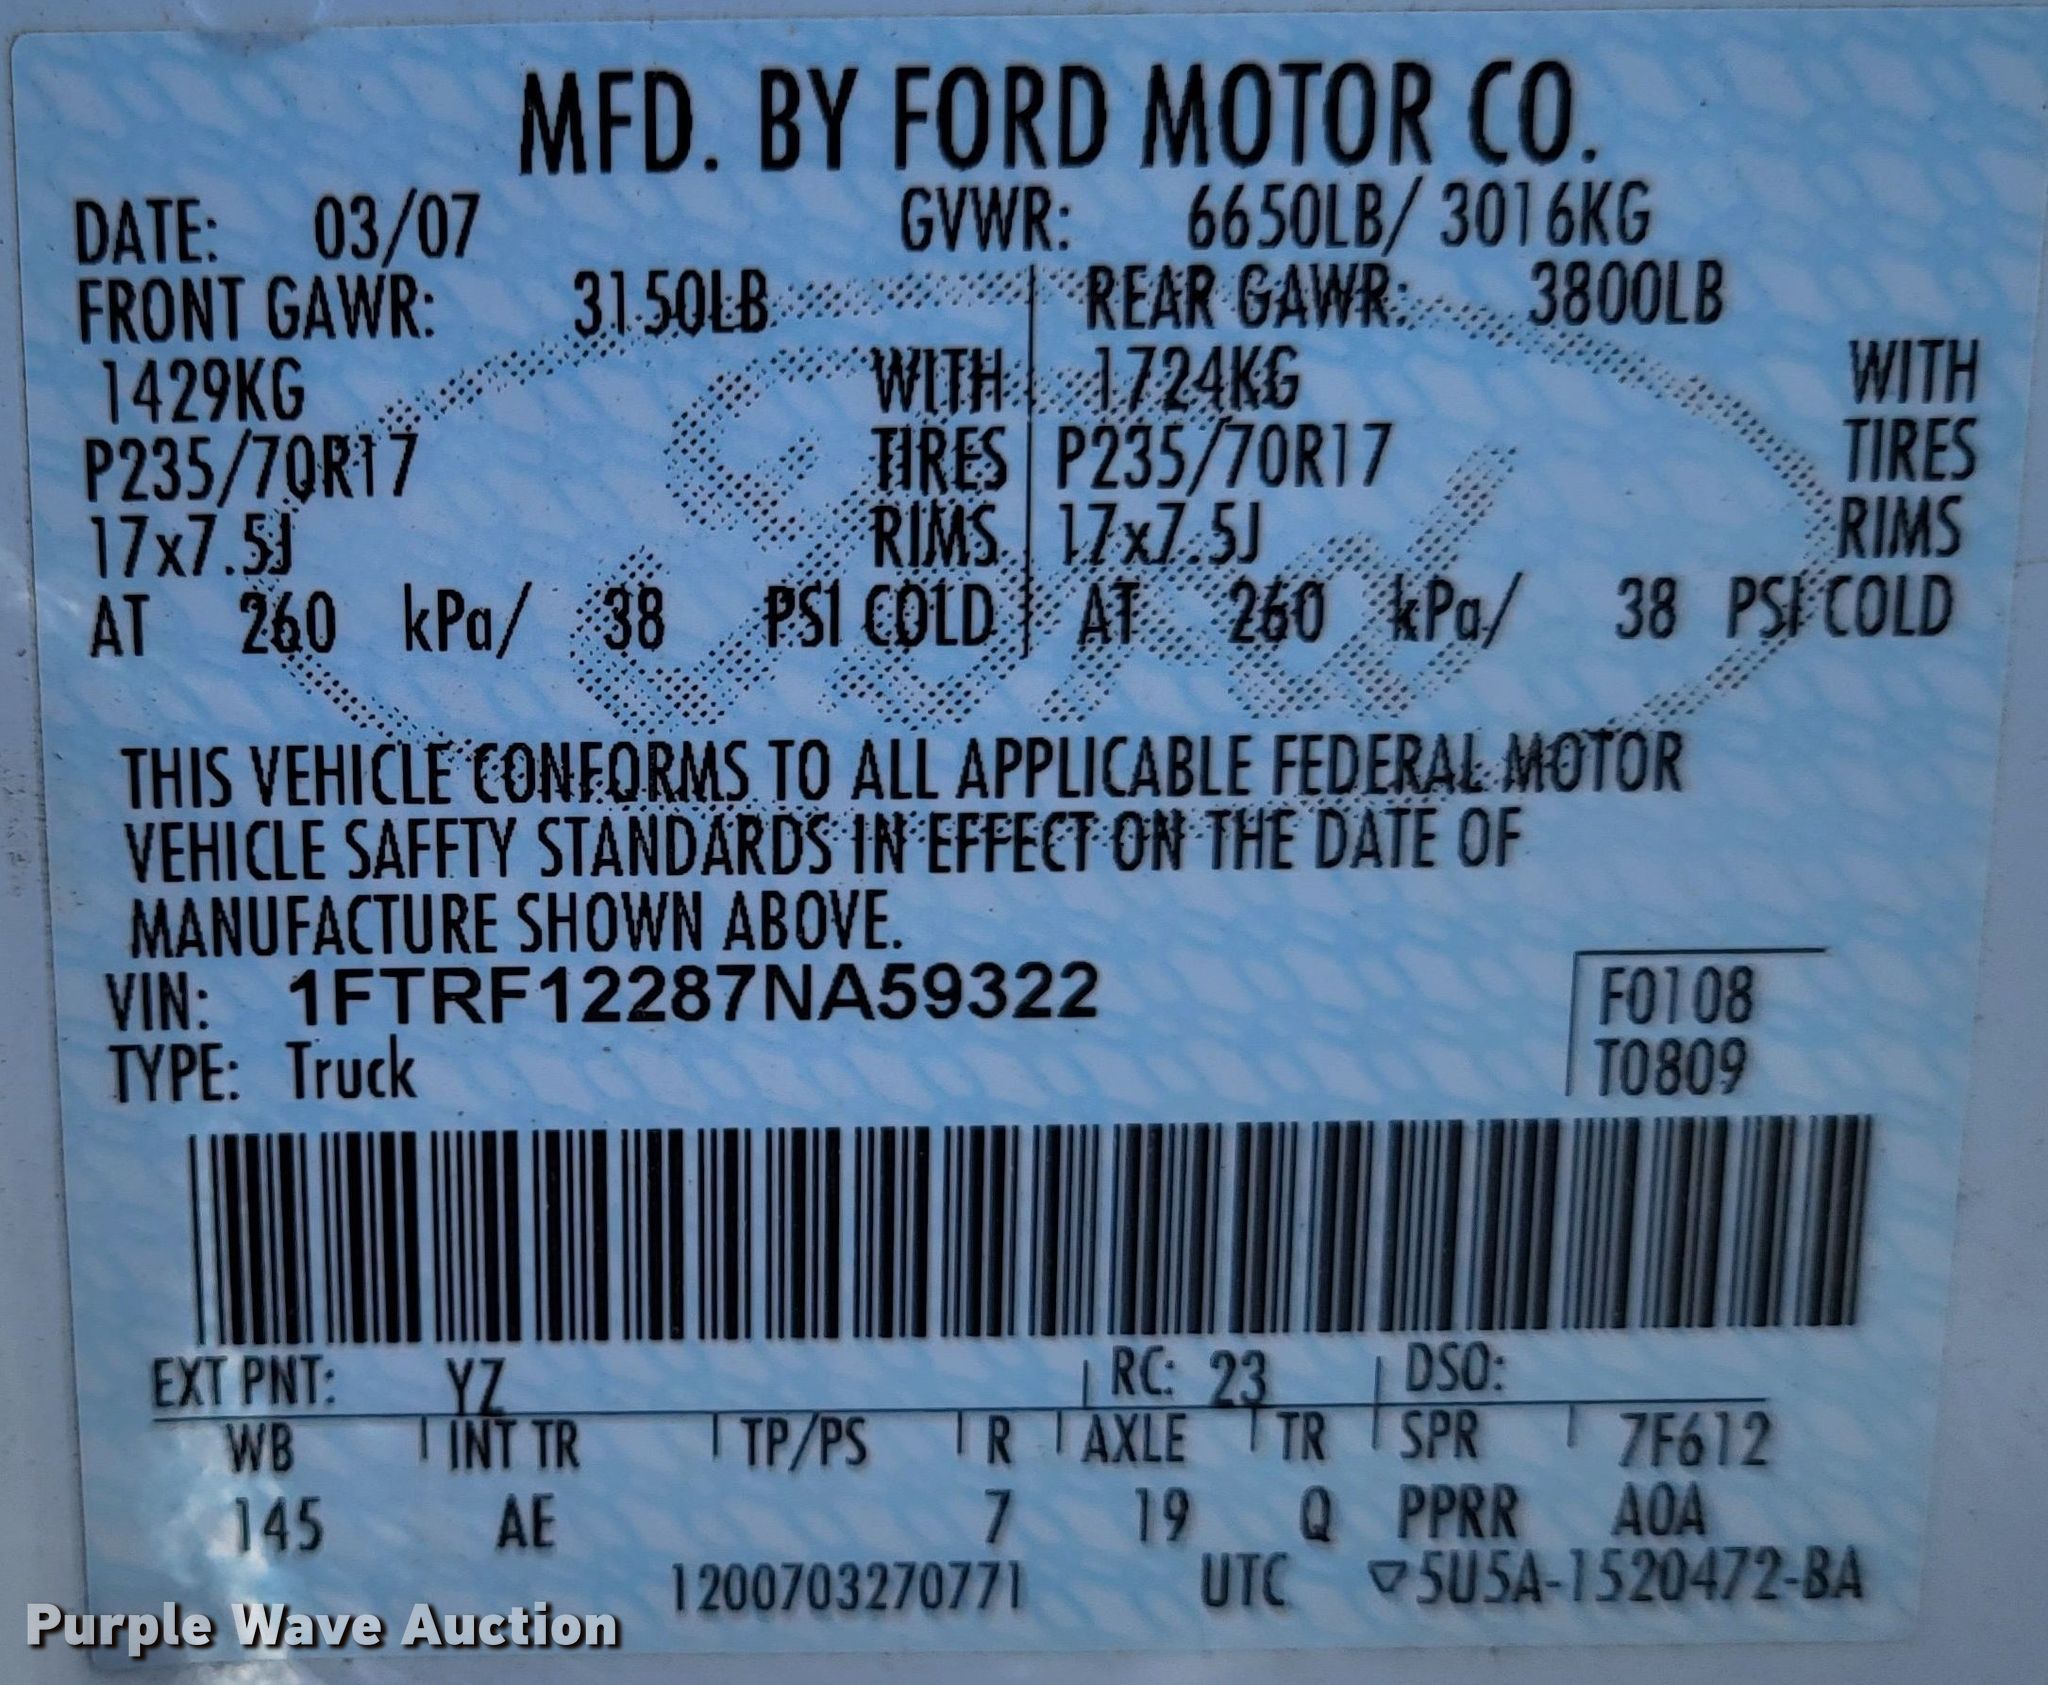 MFD. BY FORD MOTOR CO.
DATE: 03/07 GVWR: 6650LB/ 3016KG
FRONT GAWR: 3150LB REAR GAWR: 3800LB
1429KG WITH 1724KG WITH
P235/70R17 TIRES P235/70R17 TIRES
17x7.5J RIMS 17x7.5J RIMS
AT 260 kPa/ 38 PSI COLD AT 260 kPa/ 38 PSI COLD
Ford
THIS VEHICLE CONFORMS TO ALL APPLICABLE FEDERAL MOTOR
VEHICLE SAFETY STANDARDS IN EFFECT ON THE DATE OF
MANUFACTURE SHOWN ABOVE.
VIN: 1FTRF12287NA59322 F0108
TYPE: Truck T0809
EXT PNT: YZ RC: 23 DSO:
WB INT TR TP/PS R AXLE TR SPR 7F612
145 AE 7 19 Q PPRR A0A
1200703270771 UTC ▽5U5A-1520472-BA
Purple Wave Auction